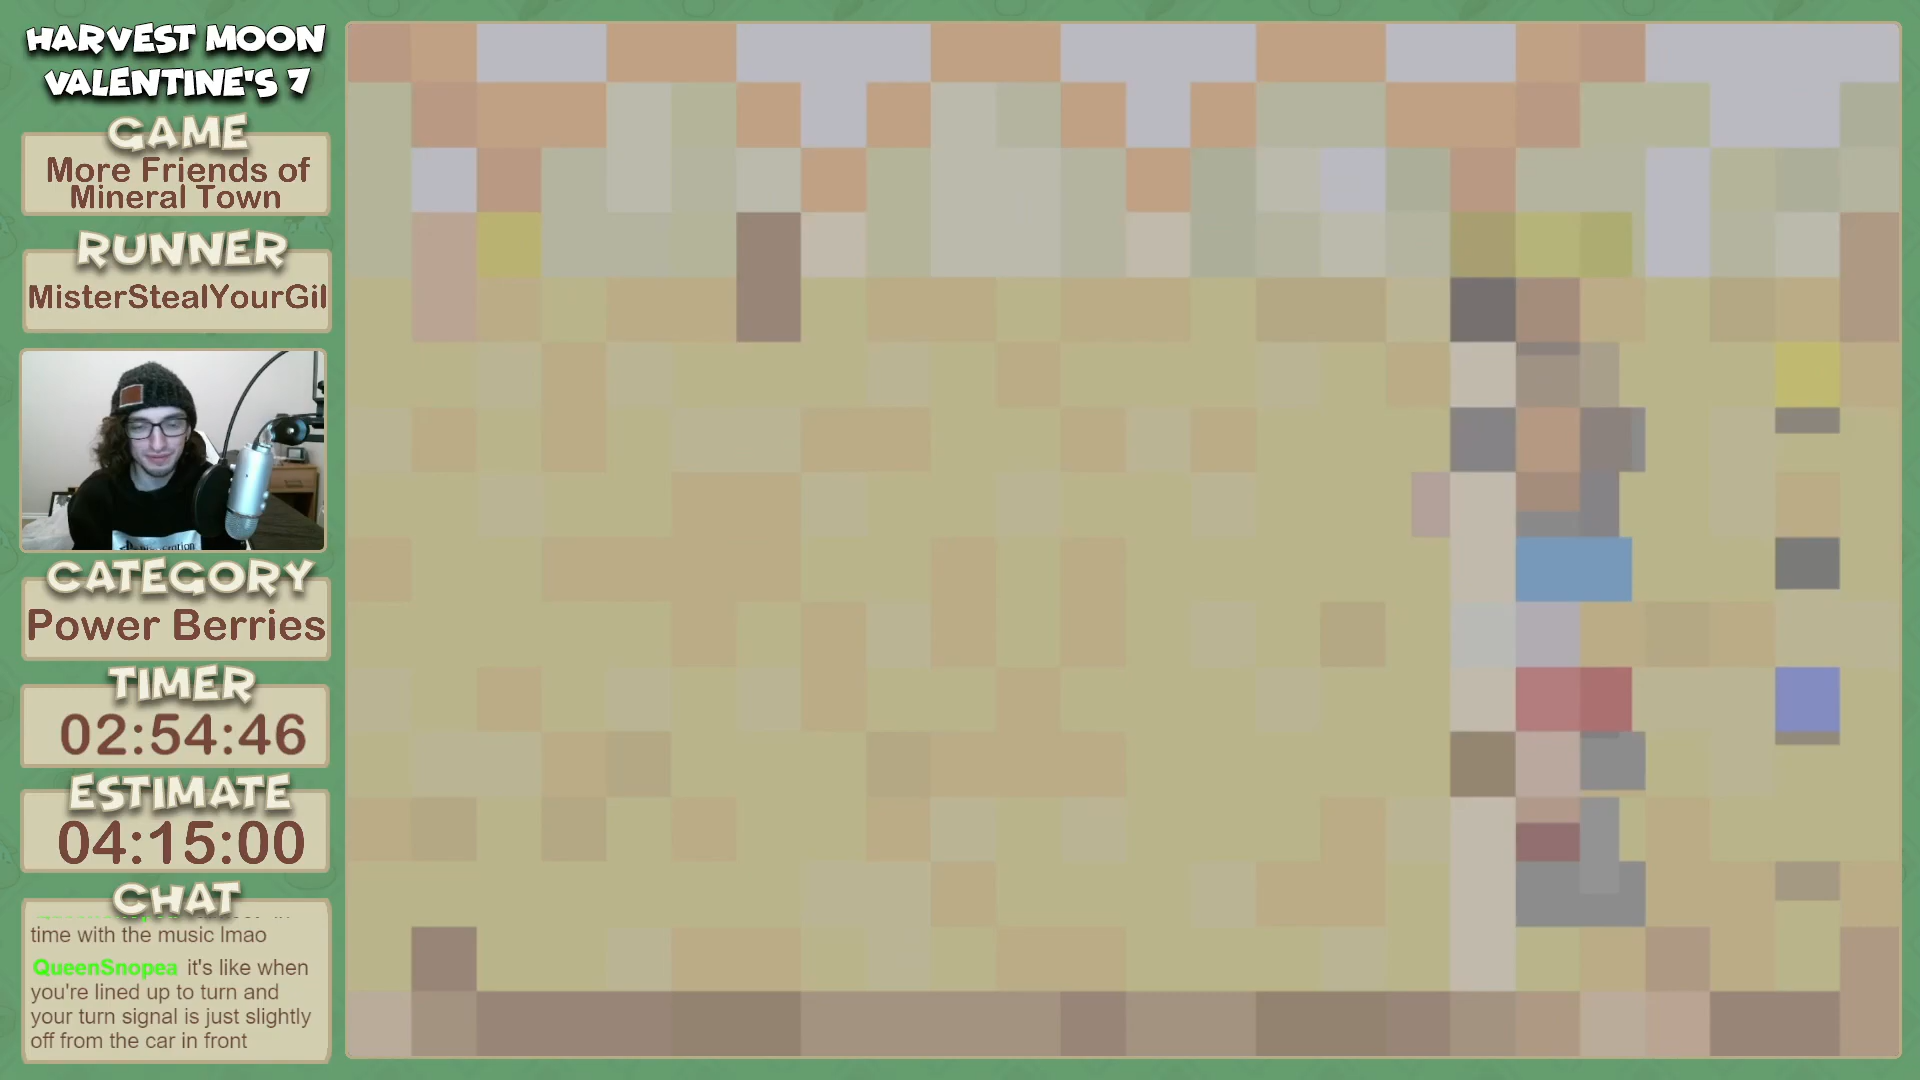 HARVEST MOON
VALENTINE'S 7
GAME
More Friends of
Mineral Town
RUNNER
MisterStealYourGil
CATEGORY
Power Berries
TIMER
02:54:46
ESTIMATE
04:15:00
CHAT
time with the music lmao
QueenSnopea it's like when
you're lined up to turn and
your turn signal is just slightly
off from the car in front